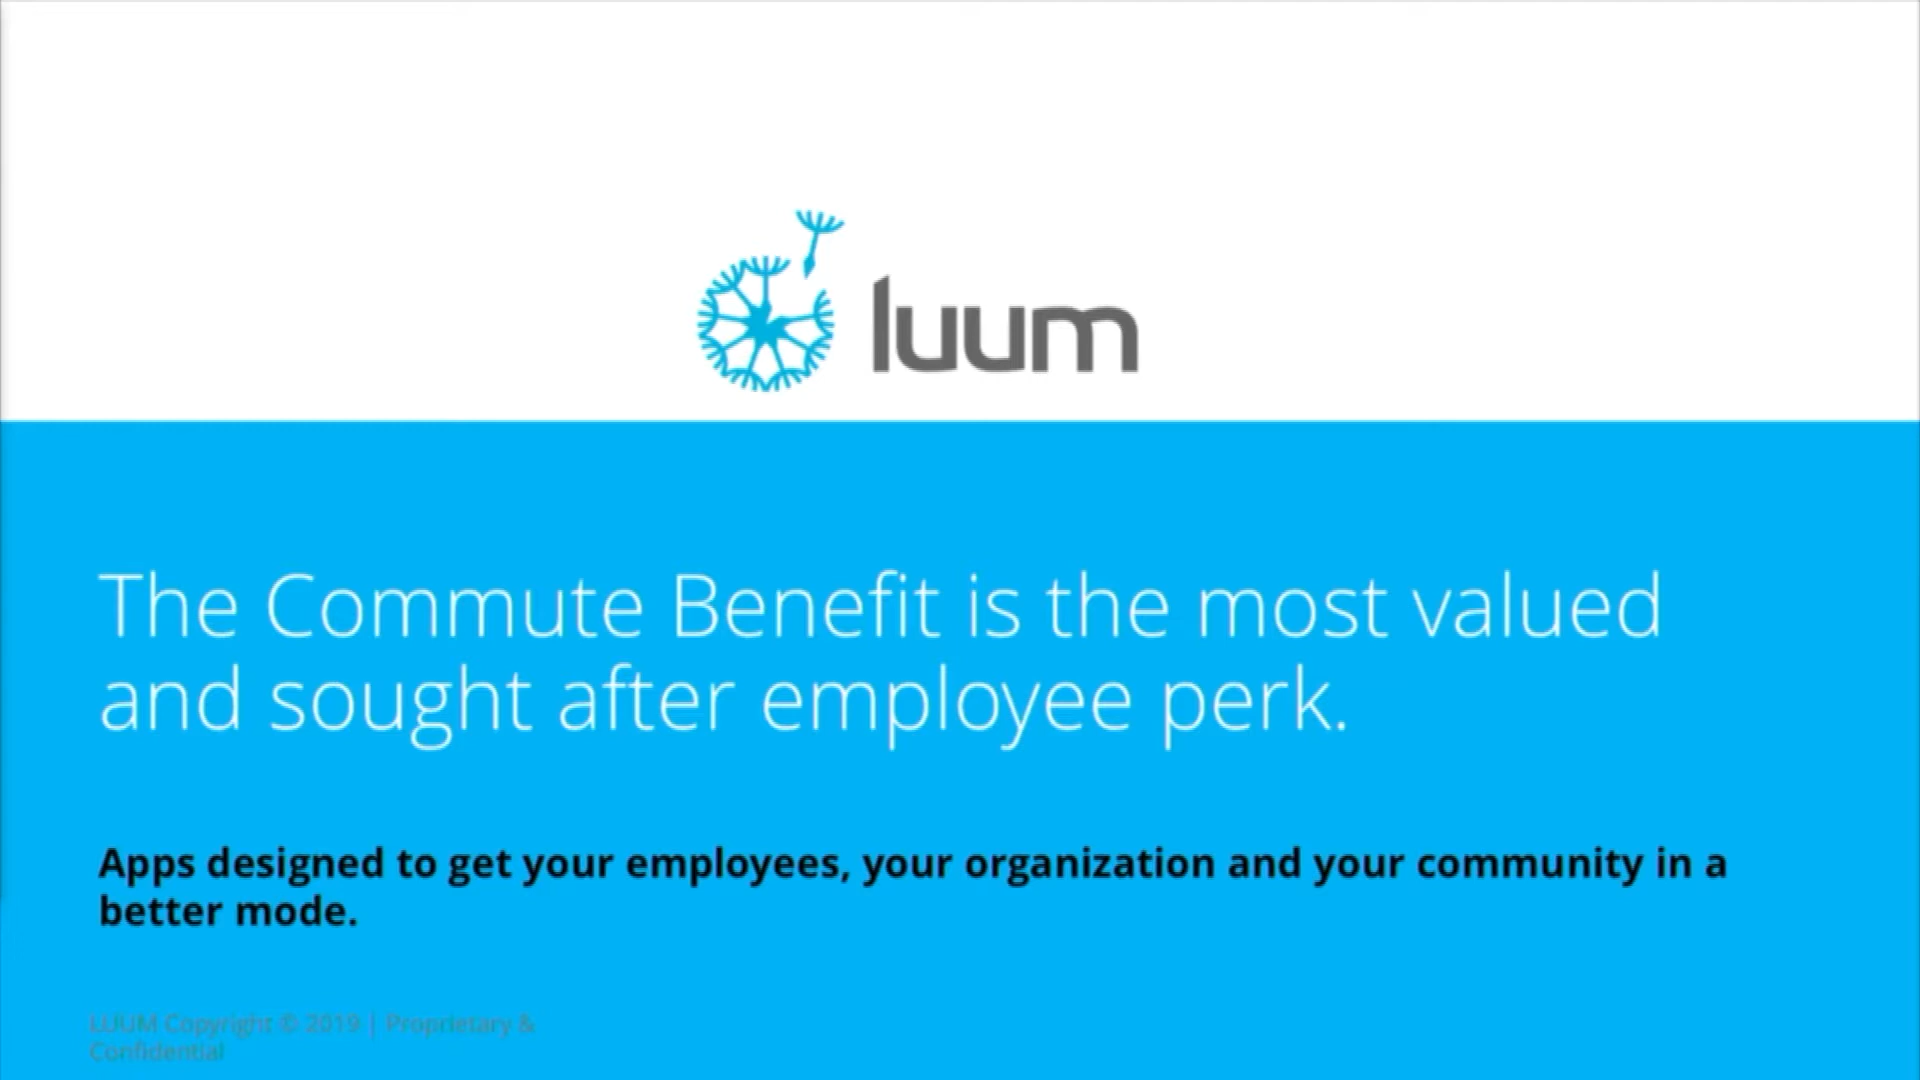 luum
The Commute Benefit is the most valued
and sought after employee perk.
Apps designed to get your employees, your organization and your community in a
better mode.
LUUM Copyright © 2019 | Proprietary &
Confidential